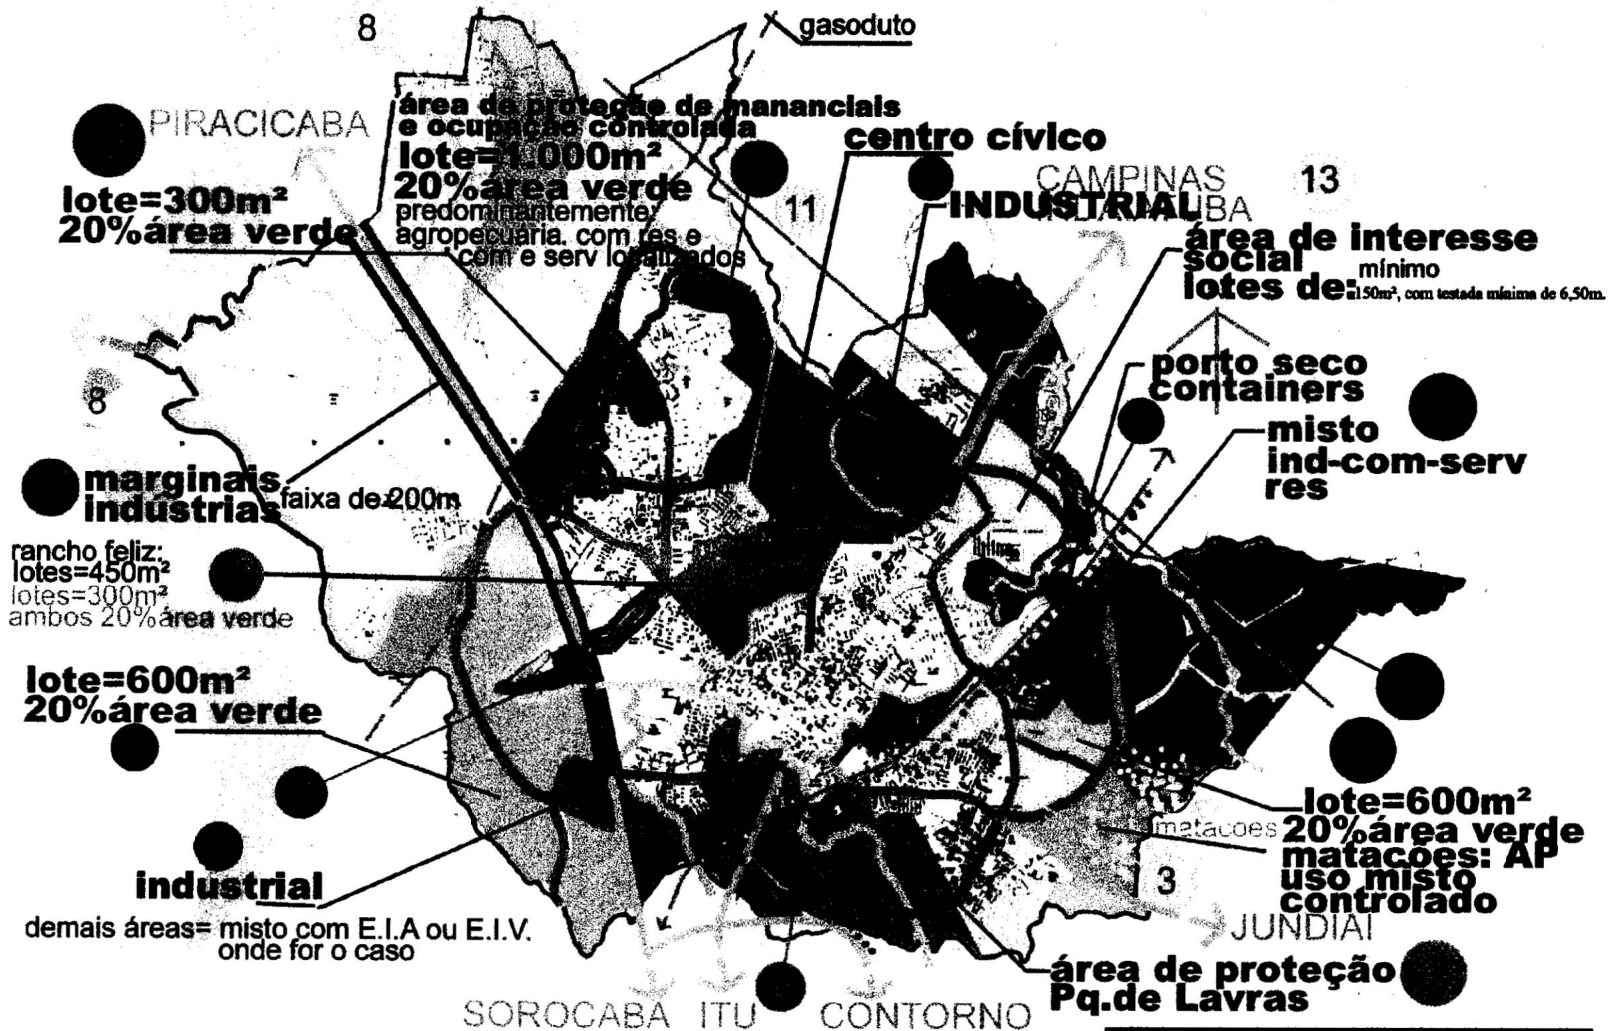 8
gasoduto
PIRACICABA
área de proteção de mananciais
e ocupação controlada
lote=1.000m²
20%área verde
predominantemente:
agropecuaria. com res e
com e serv localizados
centro cívico
11
lote=300m²
20%área verde
CAMPINAS
13
INDUSTRIAL
área de interesse
social
mínimo
lotes de:150m², com testada mínima de 6,50m.
porto seco
containers
8
misto
ind-com-serv
res
marginais
indústrias
faixa de 200m
rancho feliz:
lotes=450m²
lotes=300m²
ambos 20%área verde
lote=600m²
20%área verde
industrial
demais áreas= misto com E.I.A ou E.I.V.
onde for o caso
lote=600m²
20%área verde
matacões: AP
uso misto
controlado
matacoes
3
JUNDIAI
área de proteção
Pq.de Lavras
SOROCABA
ITU
CONTORNO